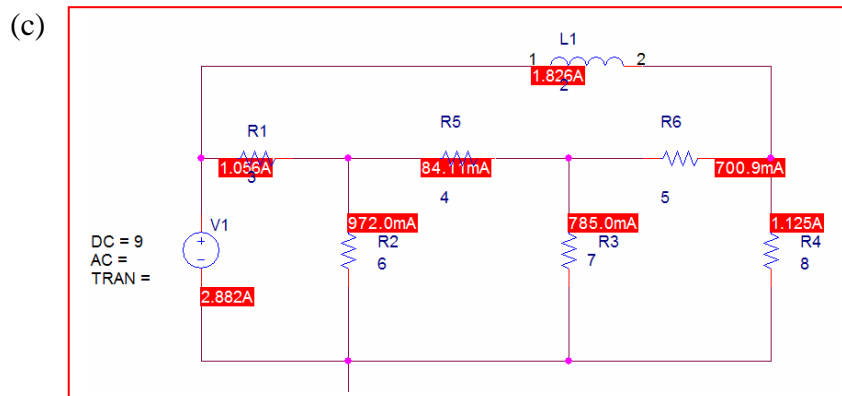 (c)
L1
1
2
1.826A
2
R1
R5
R6
1.056A
3
84.11mA
4
5
700.9mA
V1
DC = 9
AC =
TRAN =
972.0mA
R2
6
785.0mA
R3
7
1.125A
R4
8
2.882A